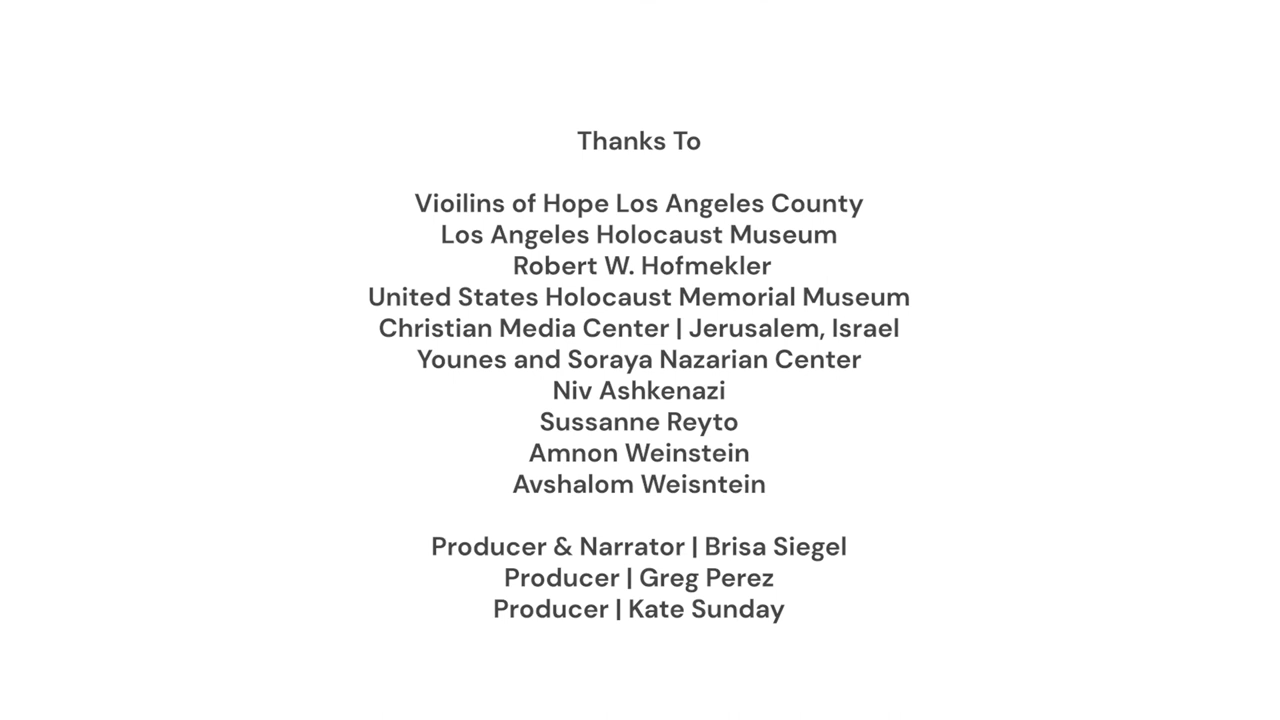 Thanks To
Vioilins of Hope Los Angeles County
Los Angeles Holocaust Museum
Robert W. Hofmekler
United States Holocaust Memorial Museum
Christian Media Center | Jerusalem, Israel
Younes and Soraya Nazarian Center
Niv Ashkenazi
Sussanne Reyto
Amnon Weinstein
Avshalom Weisntein
Producer & Narrator | Brisa Siegel
Producer | Greg Perez
Producer | Kate Sunday